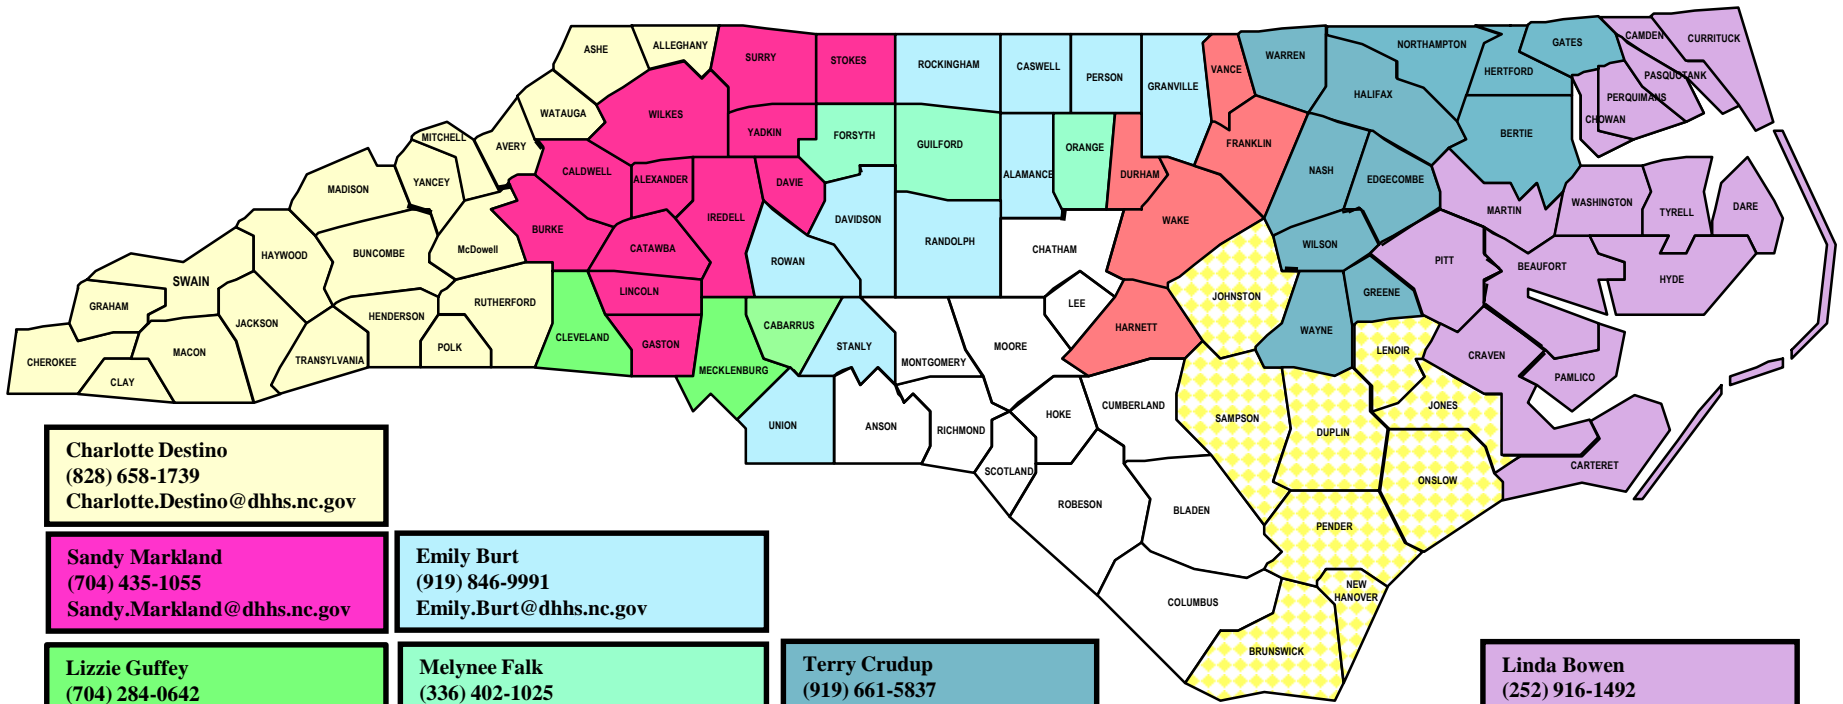 ASHE
ALLEGHANY
SURRY
STOKES
ROCKINGHAM
CASWELL
PERSON
GRANVILLE
VANCE
WARREN
NORTHAMPTON
GATES
CAMDEN
CURRITUCK
HERTFORD
PASQUOTANK
PERQUIMANS
CHOWAN
HALIFAX
BERTIE
WATAUGA
WILKES
YADKIN
FORSYTH
GUILFORD
ALAMANCE
ORANGE
DURHAM
FRANKLIN
NASH
EDGECOMBE
MARTIN
WASHINGTON
TYRELL
DARE
MITCHELL
AVERY
YANCEY
MADISON
CALDWELL
ALEXANDER
IREDELL
DAVIE
DAVIDSON
RANDOLPH
CHATHAM
WAKE
WILSON
PITT
BEAUFORT
HYDE
BURKE
CATAWBA
ROWAN
McDowell
BUNCOMBE
HAYWOOD
SWAIN
GRAHAM
JACKSON
HENDERSON
RUTHERFORD
POLK
TRANSYLVANIA
MACON
CHEROKEE
CLAY
CLEVELAND
LINCOLN
GASTON
MECKLENBURG
CABARRUS
STANLY
UNION
ANSON
MONTGOMERY
MOORE
LEE
HARNETT
JOHNSTON
WAYNE
GREENE
LENOIR
CRAVEN
PAMLICO
JONES
CARTERET
ONSLOW
DUPLIN
SAMPSON
CUMBERLAND
HOKE
RICHMOND
SCOTLAND
ROBESON
BLADEN
PENDER
COLUMBUS
NEW
HANOVER
BRUNSWICK
Charlotte Destino
(828) 658-1739
Charlotte.Destino@dhhs.nc.gov
Sandy Markland
(704) 435-1055
Sandy.Markland@dhhs.nc.gov
Emily Burt
(919) 846-9991
Emily.Burt@dhhs.nc.gov
Lizzie Guffey
(704) 284-0642
Melynee Falk
(336) 402-1025
Terry Crudup
(919) 661-5837
Linda Bowen
(252) 916-1492